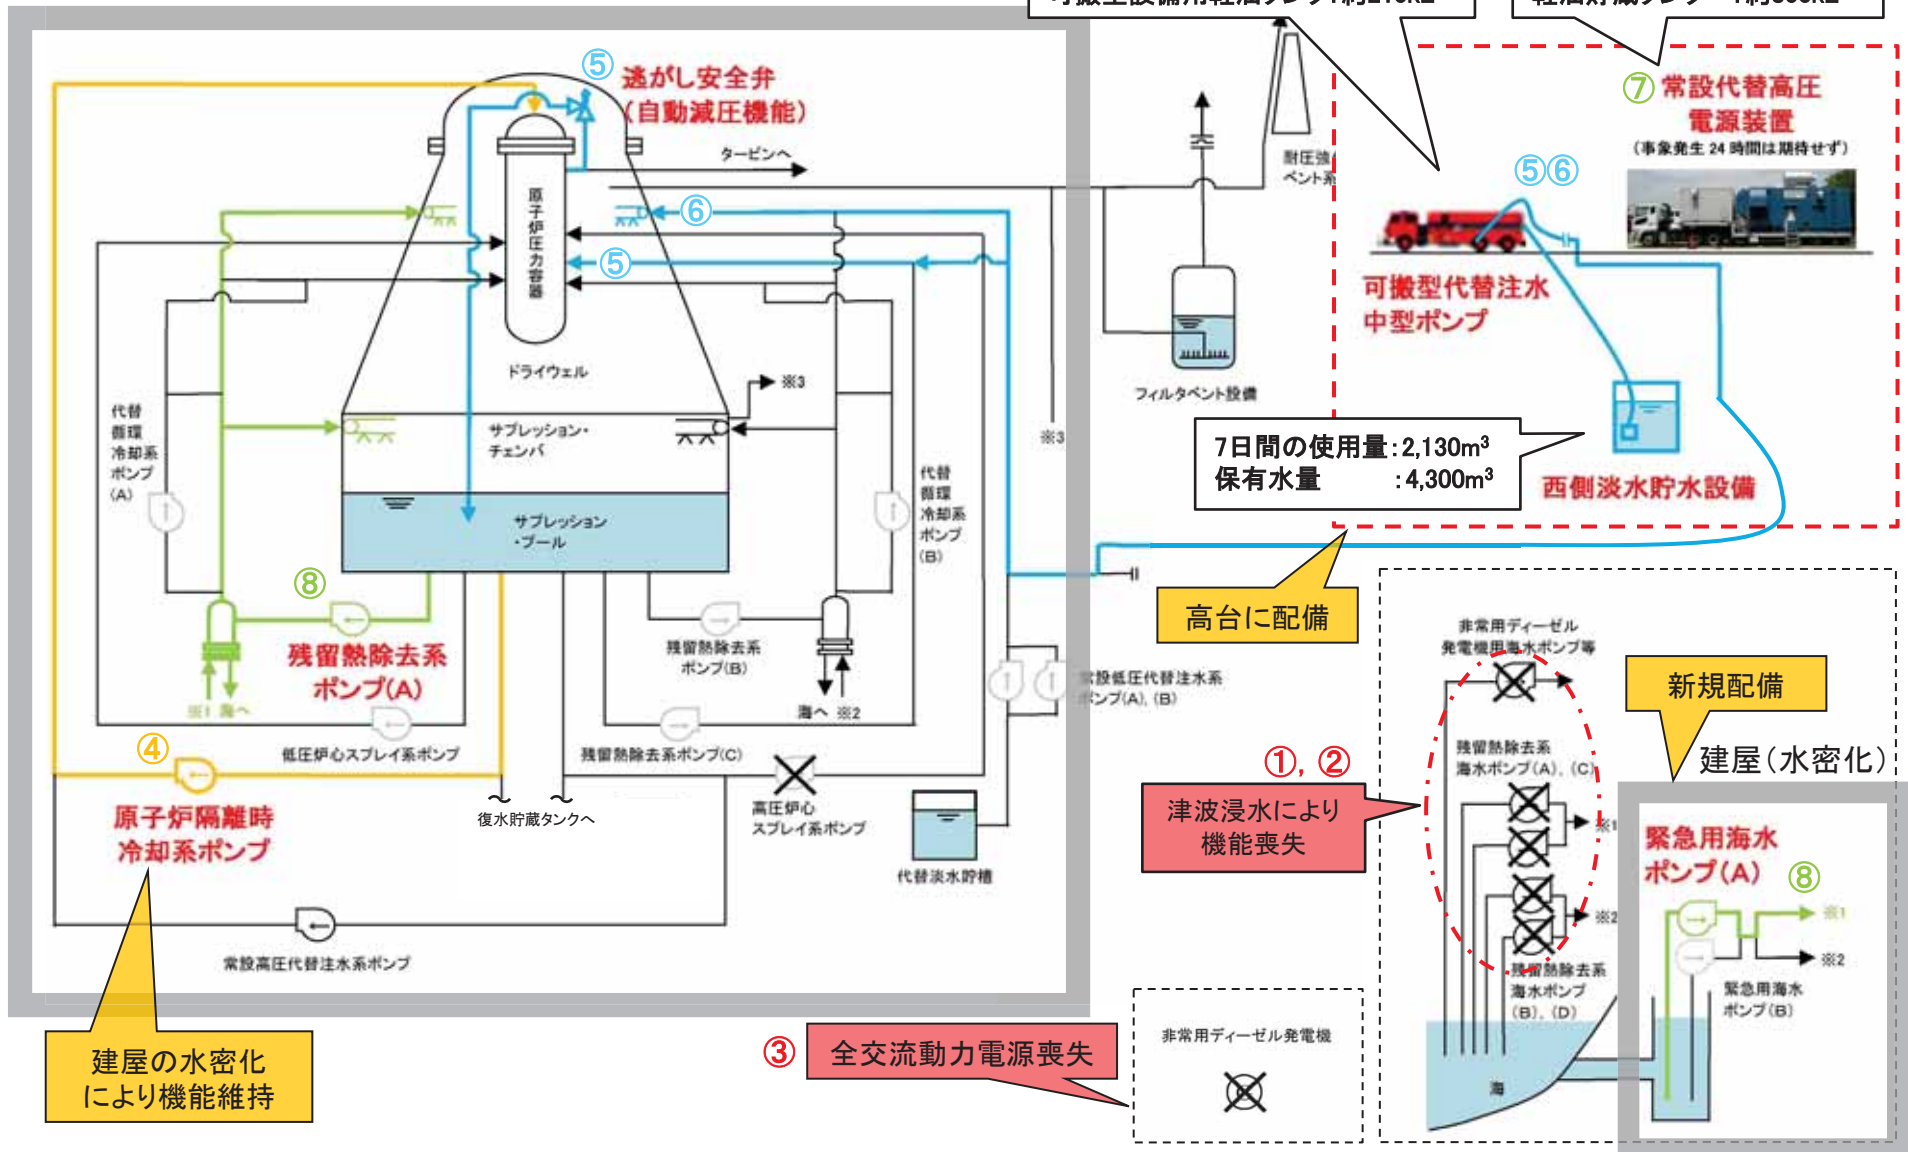 ⑤ 逃がし安全弁
(自動減圧機能)
タービンへ
原子炉圧力容器
⑥
⑤
ドライウェル
※3
サプレッション・
チェンバ
サプレッション
・プール
代替
循環
冷却系
ポンプ
(A)
代替
循環
冷却系
ポンプ
(B)
⑧
残留熱除去系
ポンプ(A)
※1 海へ
残留熱除去系
ポンプ(B)
海へ ※2
④
低圧炉心スプレイ系ポンプ
残留熱除去系ポンプ(C)
原子炉隔離時
冷却系ポンプ
復水貯蔵タンクへ
高圧炉心
スプレイ系ポンプ
代替淡水貯槽
常設高圧代替注水系ポンプ
常設低圧代替注水系
ポンプ(A), (B)
建屋の水密化
により機能維持
耐圧強
ベント系
フィルタベント設備
※3
⑦ 常設代替高圧
電源装置
(事象発生 24 時間は期待せず)
⑤⑥
可搬型代替注水
中型ポンプ
7日間の使用量:2,130m³
保有水量 :4,300m³
西側淡水貯水設備
高台に配備
非常用ディーゼル
発電機用海水ポンプ等
新規配備
建屋(水密化)
①, ②
津波浸水により
機能喪失
残留熱除去系
海水ポンプ(A), (C)
※1
※2
残留熱除去系
海水ポンプ
(B), (D)
緊急用海水
ポンプ(A) ⑧
※1
※2
緊急用海水
ポンプ(B)
海
③ 全交流動力電源喪失
非常用ディーゼル発電機